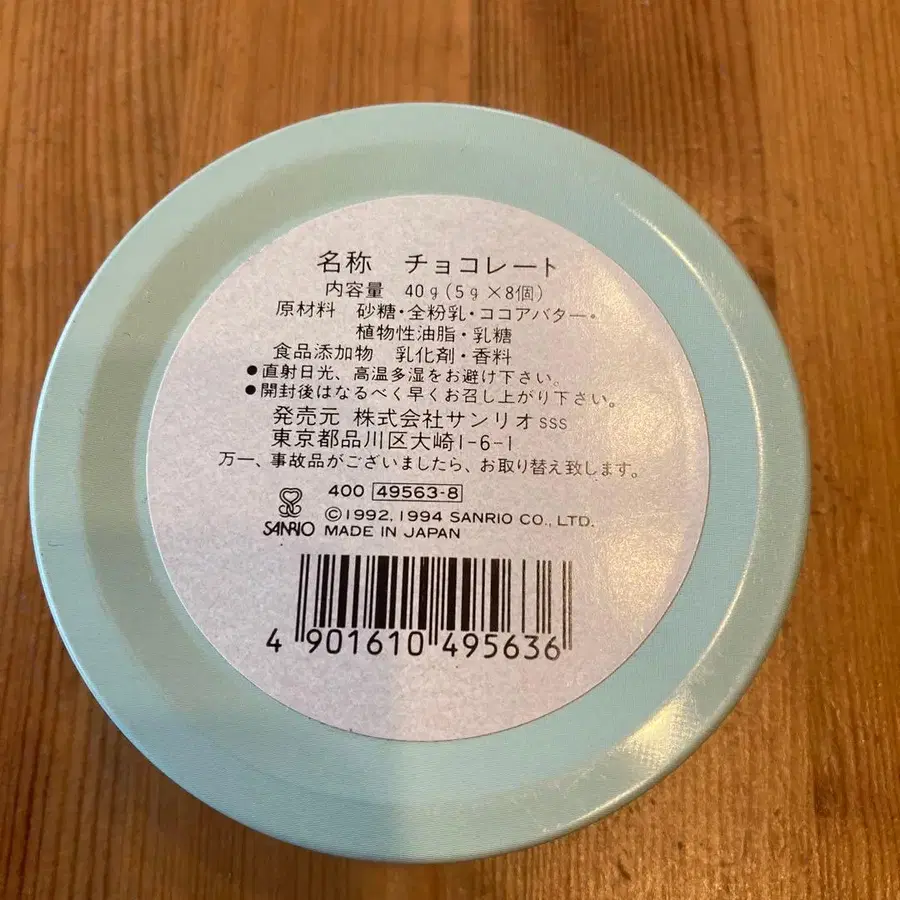 名称 チョコレート
内容量 40g(5g×8個)
原材料 砂糖・全粉乳・ココアバター・
植物性油脂・乳糖
食品添加物 乳化剤・香料
●直射日光、高温多湿をお避け下さい。
●開封後はなるべく早くお召し上がり下さい。
発売元 株式会社サンリオsss
東京都品川区大崎1-6-1
万一、事故品がございましたら、お取り替え致します。
400 49563-8
©1992,1994 SANRIO CO., LTD.
SANRIO MADE IN JAPAN
4 901610 495636